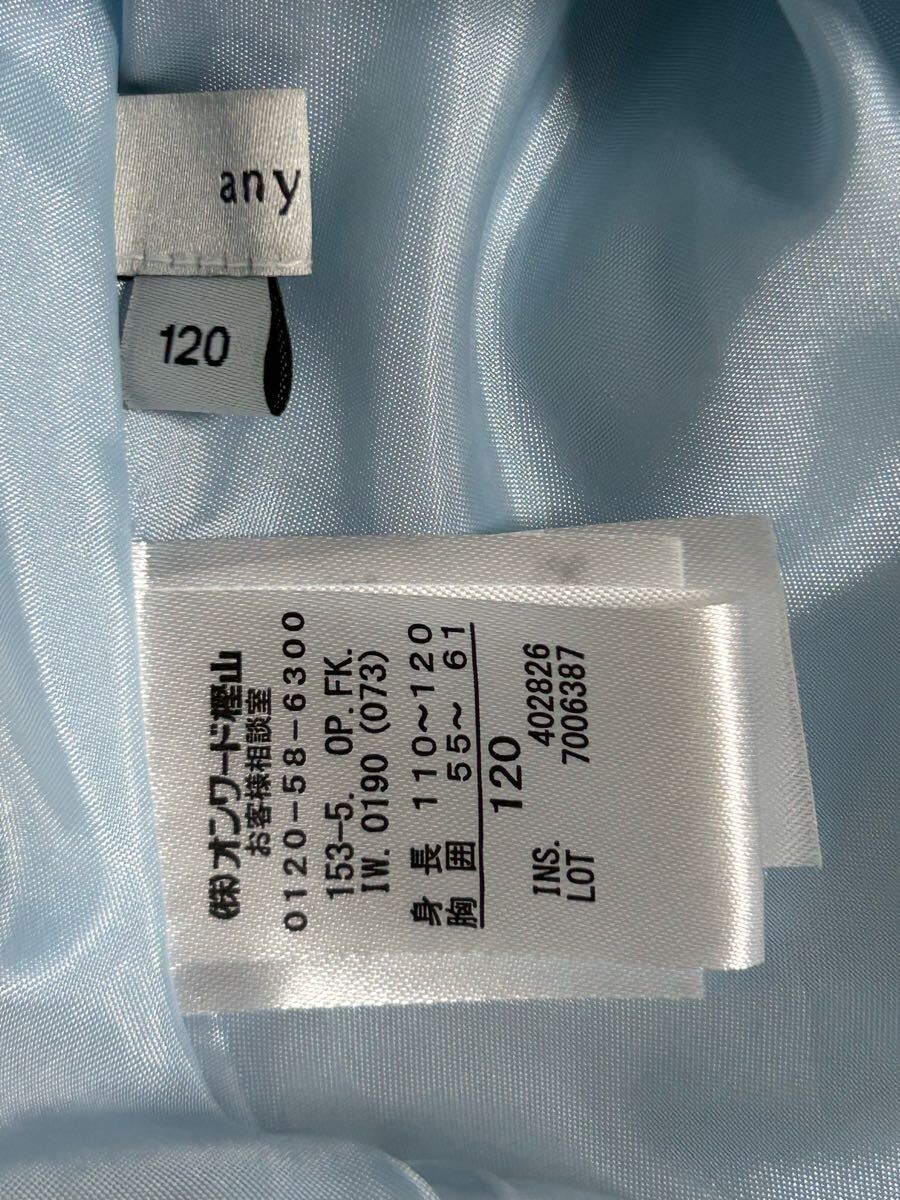 any
120
(株)オンワード樫山
お客様相談室
0120-58-6300
153-5. OP.FK.
IW.0190(073)
身長 110〜120
胸囲 55〜61
120
INS. 402826
LOT 7006387